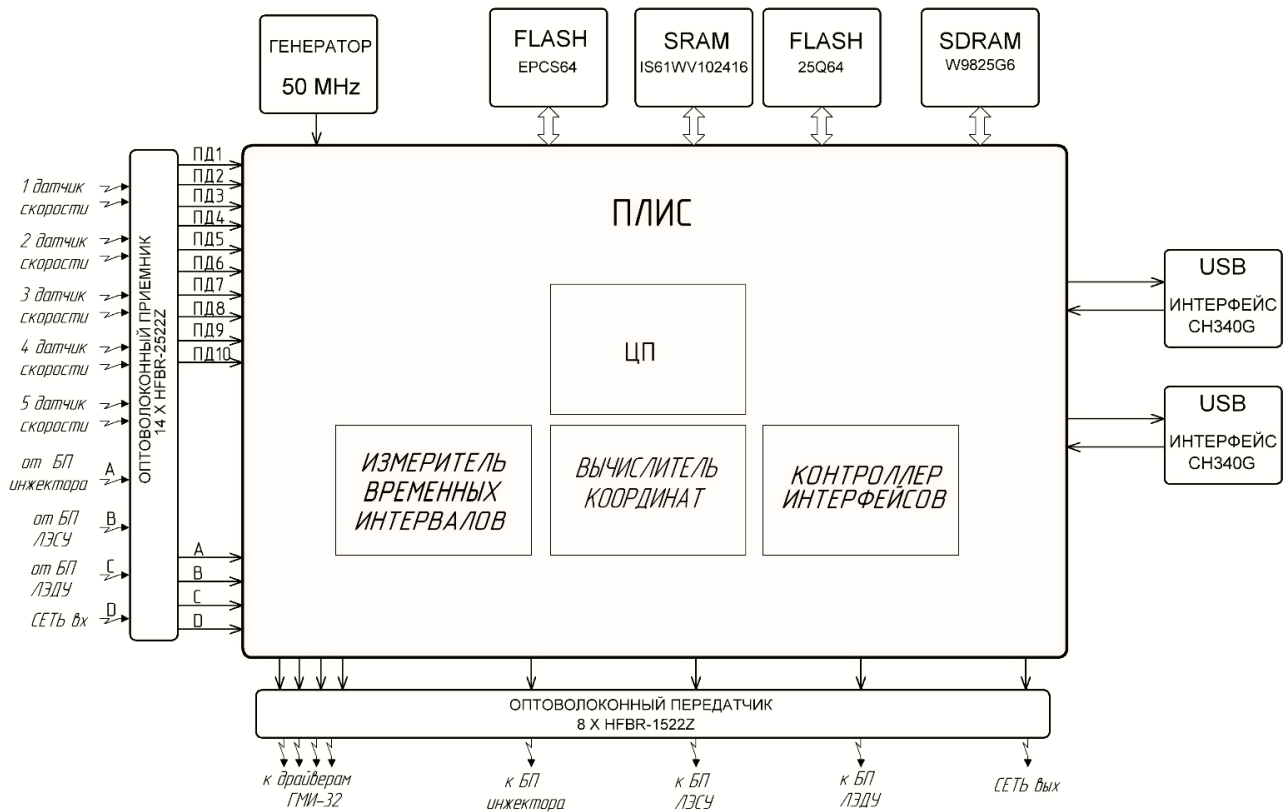 ГЕНЕРАТОР
50 MHz
FLASH
EPCS64
SRAM
IS61WV102416
FLASH
25Q64
SDRAM
W9825G6
1 датчик
скорости
2 датчик
скорости
3 датчик
скорости
4 датчик
скорости
5 датчик
скорости
от БП
инжектора
A
от БП
ЛЭСУ
B
от БП
ЛЭДУ
C
СЕТЬ вх
D
ОПТОВОЛОКОННЫЙ ПРИЕМНИК
14 X HFBR-2522Z
ПД1
ПД2
ПД3
ПД4
ПД5
ПД6
ПД7
ПД8
ПД9
ПД10
A
B
C
D
ПЛИС
ЦП
ИЗМЕРИТЕЛЬ
ВРЕМЕННЫХ
ИНТЕРВАЛОВ
ВЫЧИСЛИТЕЛЬ
КООРДИНАТ
КОНТРОЛЛЕР
ИНТЕРФЕЙСОВ
USB
ИНТЕРФЕЙС
CH340G
USB
ИНТЕРФЕЙС
CH340G
ОПТОВОЛОКОННЫЙ ПЕРЕДАТЧИК
8 X HFBR-1522Z
к драйверам
ГМИ-32
к БП
инжектора
к БП
ЛЭСУ
к БП
ЛЭДУ
СЕТЬ вых